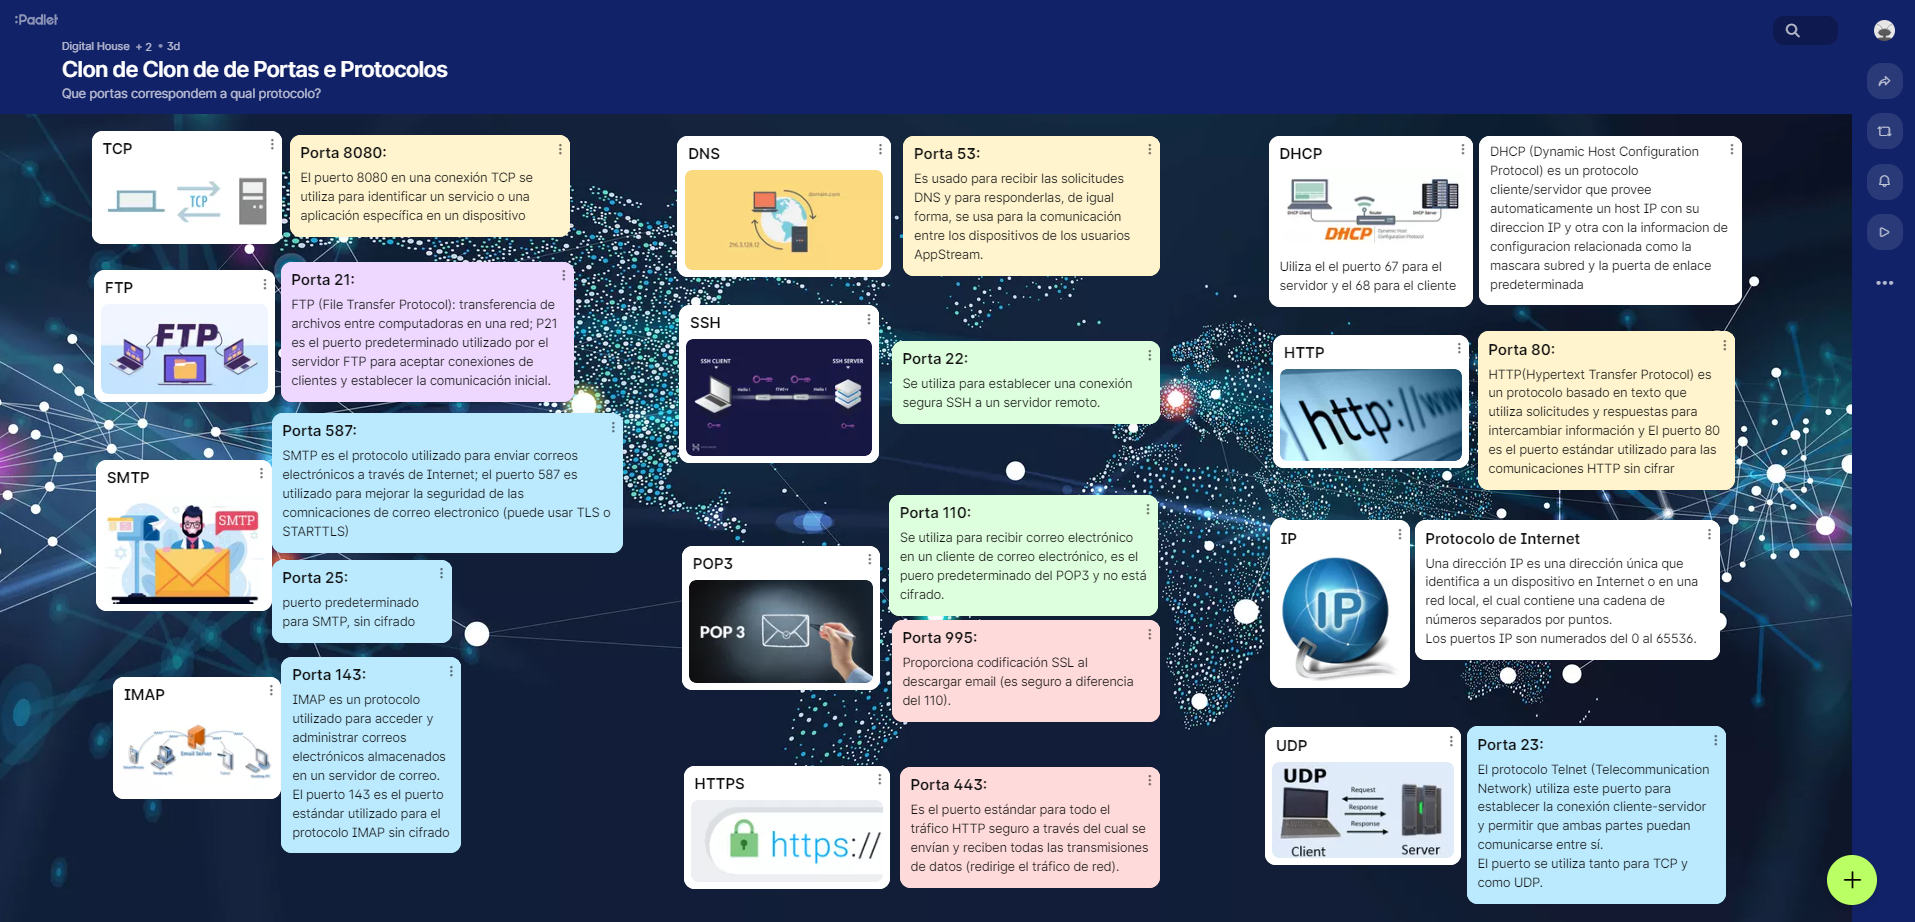 :Padlet
Digital House + 2 • 3d
Clon de Clon de de Portas e Protocolos
Que portas correspondem a qual protocolo?
TCP
TCP
Porta 8080:
El puerto 8080 en una conexión TCP se
utiliza para identificar un servicio o una
aplicación específica en un dispositivo
FTP
FTP
Porta 21:
FTP (File Transfer Protocol): transferencia de
archivos entre computadoras en una red; P21
es el puerto predeterminado utilizado por el
servidor FTP para aceptar conexiones de
clientes y establecer la comunicación inicial.
SMTP
SMTP
Porta 587:
SMTP es el protocolo utilizado para enviar correos
electrónicos a través de Internet; el puerto 587 es
utilizado para mejorar la seguridad de las
comnicaciones de correo electronico (puede usar TLS o
STARTTLS)
Porta 25:
puerto predeterminado
para SMTP, sin cifrado
IMAP
Email Server
Porta 143:
IMAP es un protocolo
utilizado para acceder y
administrar correos
electrónicos almacenados
en un servidor de correo.
El puerto 143 es el puerto
estándar utilizado para el
protocolo IMAP sin cifrado
DNS
domain.com
216.3.128.12
Porta 53:
Es usado para recibir las solicitudes
DNS y para responderlas, de igual
forma, se usa para la comunicación
entre los dispositivos de los usuarios
AppStream.
SSH
SSH CLIENT
SSH SERVER
Porta 22:
Se utiliza para establecer una conexión
segura SSH a un servidor remoto.
POP3
POP 3
Porta 110:
Se utiliza para recibir correo electrónico
en un cliente de correo electrónico, es el
puero predeterminado del POP3 y no está
cifrado.
Porta 995:
Proporciona codificación SSL al
descargar email (es seguro a diferencia
del 110).
HTTPS
https://
Porta 443:
Es el puerto estándar para todo el
tráfico HTTP seguro a través del cual se
envían y reciben todas las transmisiones
de datos (redirige el tráfico de red).
DHCP
DHCP Client
Router
DHCP Server
DHCP
Dynamic Host
Configuration Protocol
Uiliza el el puerto 67 para el
servidor y el 68 para el cliente
DHCP (Dynamic Host Configuration
Protocol) es un protocolo
cliente/servidor que provee
automaticamente un host IP con su
direccion IP y otra con la informacion de
configuracion relacionada como la
mascara subred y la puerta de enlace
predeterminada
HTTP
http://www
Porta 80:
HTTP(Hypertext Transfer Protocol) es
un protocolo basado en texto que
utiliza solicitudes y respuestas para
intercambiar información y El puerto 80
es el puerto estándar utilizado para las
comunicaciones HTTP sin cifrar
IP
IP
Protocolo de Internet
Una dirección IP es una dirección única que
identifica a un dispositivo en Internet o en una
red local, el cual contiene una cadena de
números separados por puntos.
Los puertos IP son numerados del 0 al 65536.
UDP
UDP
Request
Response
Response
Client
Server
Porta 23:
El protocolo Telnet (Telecommunication
Network) utiliza este puerto para
establecer la conexión cliente-servidor
y permitir que ambas partes puedan
comunicarse entre sí.
El puerto se utiliza tanto para TCP y
como UDP.